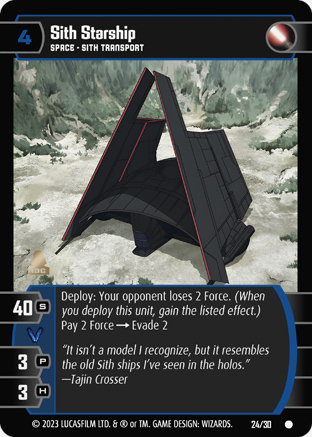 4
Sith Starship
SPACE - SITH TRANSPORT
40 S
Deploy: Your opponent loses 2 Force. (When
you deploy this unit, gain the listed effect.)
Pay 2 Force → Evade 2
3 P
3 H
“It isn’t a model I recognize, but it resembles
the old Sith ships I’ve seen in the holos.”
—Tajin Crosser
© 2023 LUCASFILM LTD. & ® or TM. GAME DESIGN: WIZARDS.
24/30